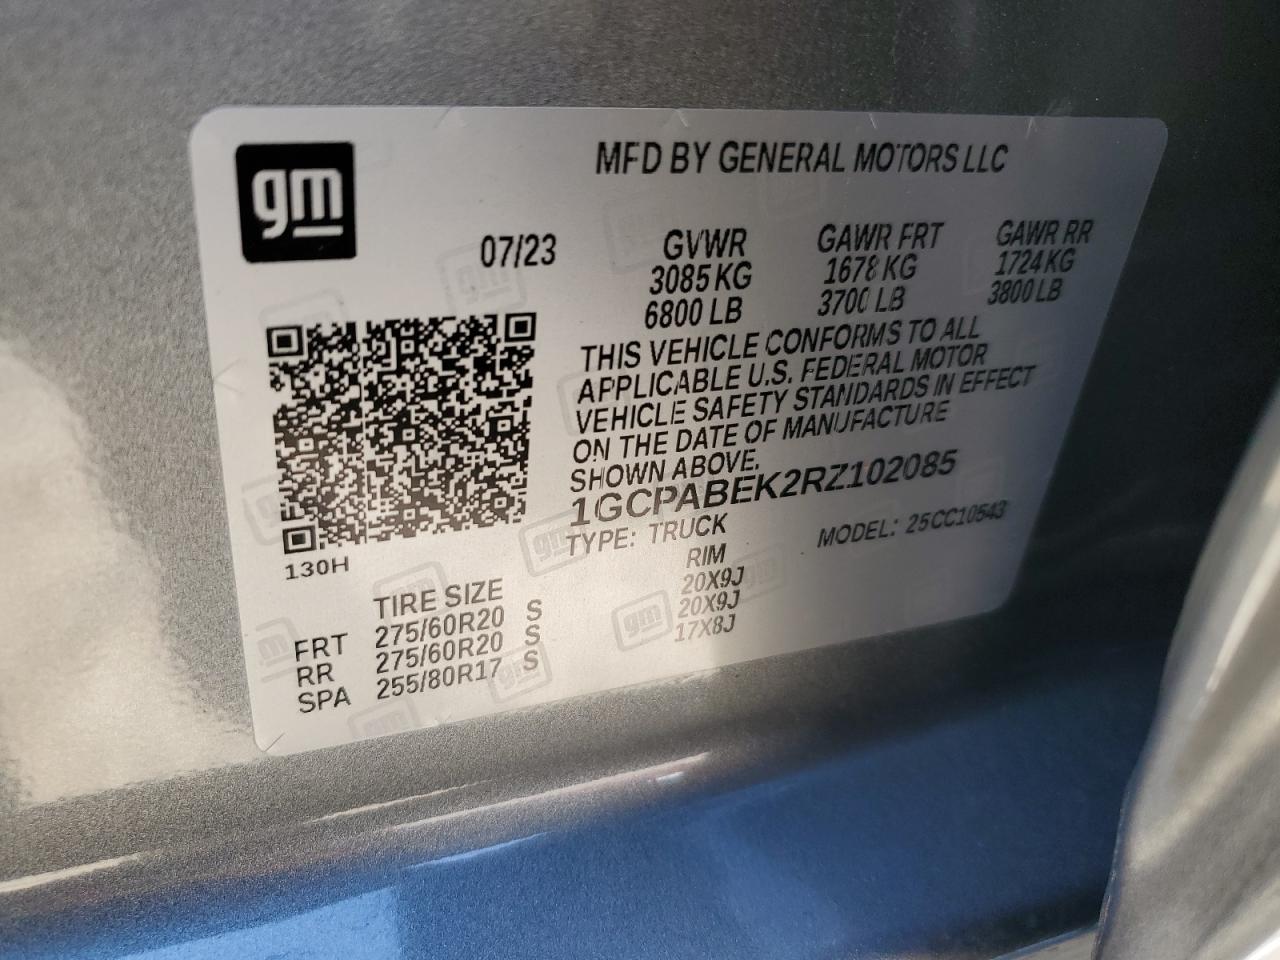 gm
MFD BY GENERAL MOTORS LLC
07/23
GVWR GAWR FRT GAWR RR
3085 KG 1678 KG 1724 KG
6800 LB 3700 LB 3800 LB
THIS VEHICLE CONFORMS TO ALL
APPLICABLE U.S. FEDERAL MOTOR
VEHICLE SAFETY STANDARDS IN EFFECT
ON THE DATE OF MANUFACTURE
SHOWN ABOVE.
1GCPABEK2RZ102085
TYPE: TRUCK MODEL: 25CC10543
130H
TIRE SIZE RIM
FRT 275/60R20 S 20X9J
RR 275/60R20 S 20X9J
SPA 255/80R17 S 17X8J